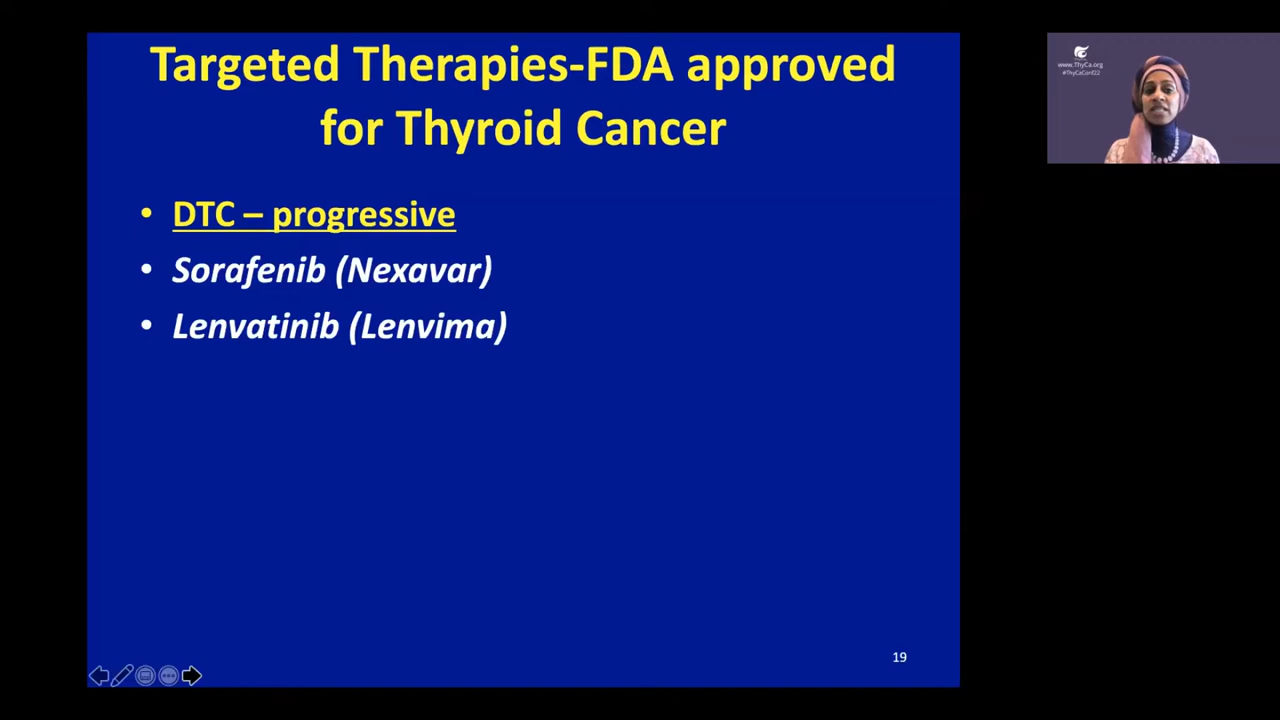 Targeted Therapies-FDA approved
for Thyroid Cancer
• DTC – progressive
• Sorafenib (Nexavar)
• Lenvatinib (Lenvima)
19
www.ThyCa.org
#ThyCaConf22